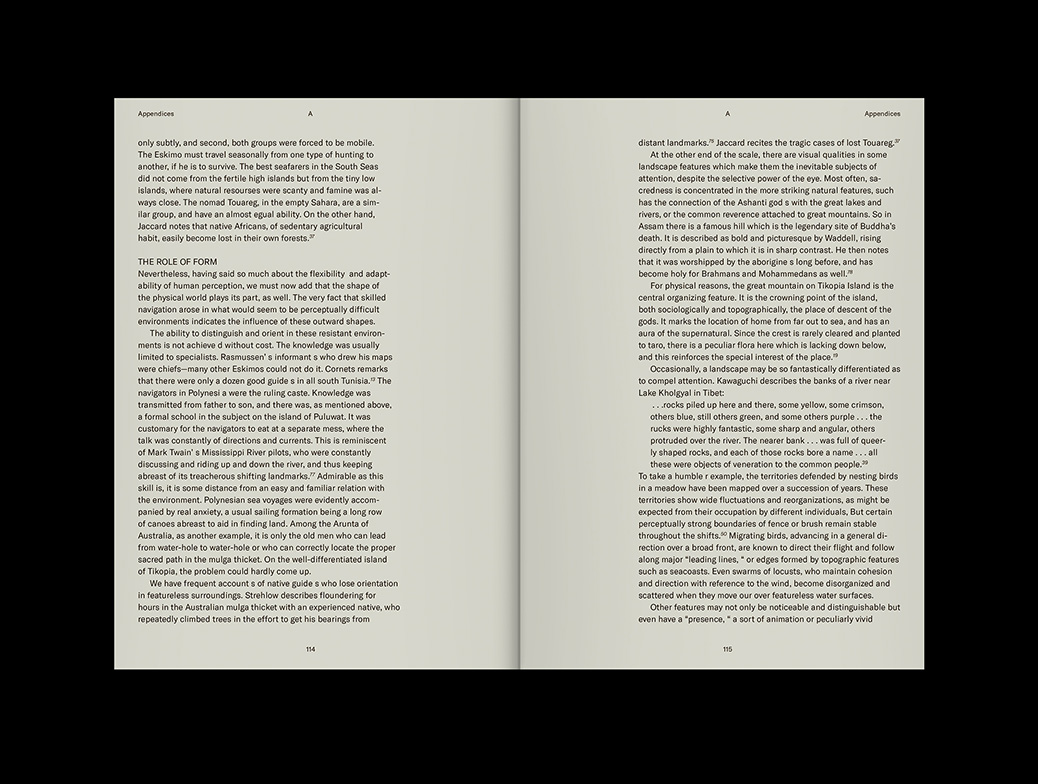 Appendices
A
only subtly, and second, both groups were forced to be mobile.
The Eskimo must travel seasonally from one type of hunting to
another, if he is to survive. The best seafarers in the South Seas
did not come from the fertile high islands but from the tiny low
islands, where natural resourses were scanty and famine was al-
ways close. The nomad Touareg, in the empty Sahara, are a sim-
ilar group, and have an almost egual ability. On the other hand,
Jaccard notes that native Africans, of sedentary agricultural
habit, easily become lost in their own forests.37
THE ROLE OF FORM
Nevertheless, having said so much about the flexibility and adapt-
ability of human perception, we must now add that the shape of
the physical world plays its part, as well. The very fact that skilled
navigation arose in what would seem to be perceptually difficult
environments indicates the influence of these outward shapes.
The ability to distinguish and orient in these resistant environ-
ments is not achieve d without cost. The knowledge was usually
limited to specialists. Rasmussen' s informant s who drew his maps
were chiefs—many other Eskimos could not do it. Cornets remarks
that there were only a dozen good guide s in all south Tunisia.13 The
navigators in Polynesi a were the ruling caste. Knowledge was
transmitted from father to son, and there was, as mentioned above,
a formal school in the subject on the island of Puluwat. It was
customary for the navigators to eat at a separate mess, where the
talk was constantly of directions and currents. This is reminiscent
of Mark Twain' s Mississippi River pilots, who were constantly
discussing and riding up and down the river, and thus keeping
abreast of its treacherous shifting landmarks.77 Admirable as this
skill is, it is some distance from an easy and familiar relation with
the environment. Polynesian sea voyages were evidently accom-
panied by real anxiety, a usual sailing formation being a long row
of canoes abreast to aid in finding land. Among the Arunta of
Australia, as another example, it is only the old men who can lead
from water-hole to water-hole or who can correctly locate the proper
sacred path in the mulga thicket. On the well-differentiated island
of Tikopia, the problem could hardly come up.
We have frequent account s of native guide s who lose orientation
in featureless surroundings. Strehlow describes floundering for
hours in the Australian mulga thicket with an experienced native, who
repeatedly climbed trees in the effort to get his bearings from
114
A
Appendices
distant landmarks.75 Jaccard recites the tragic cases of lost Touareg.37
At the other end of the scale, there are visual qualities in some
landscape features which make them the inevitable subjects of
attention, despite the selective power of the eye. Most often, sa-
credness is concentrated in the more striking natural features, such
has the connection of the Ashanti god s with the great lakes and
rivers, or the common reverence attached to great mountains. So in
Assam there is a famous hill which is the legendary site of Buddha's
death. It is described as bold and picturesque by Waddell, rising
directly from a plain to which it is in sharp contrast. He then notes
that it was worshipped by the aborigine s long before, and has
become holy for Brahmans and Mohammedans as well.78
For physical reasons, the great mountain on Tikopia Island is the
central organizing feature. It is the crowning point of the island,
both sociologically and topographically, the place of descent of the
gods. It marks the location of home from far out to sea, and has an
aura of the supernatural. Since the crest is rarely cleared and planted
to taro, there is a peculiar flora here which is lacking down below,
and this reinforces the special interest of the place.19
Occasionally, a landscape may be so fantastically differentiated as
to compel attention. Kawaguchi describes the banks of a river near
Lake Kholgyal in Tibet:
. . .rocks piled up here and there, some yellow, some crimson,
others blue, still others green, and some others purple . . . the
rucks were highly fantastic, some sharp and angular, others
protruded over the river. The nearer bank . . . was full of queer-
ly shaped rocks, and each of those rocks bore a name . . . all
these were objects of veneration to the common people.39
To take a humble r example, the territories defended by nesting birds
in a meadow have been mapped over a succession of years. These
territories show wide fluctuations and reorganizations, as might be
expected from their occupation by different individuals, But certain
perceptually strong boundaries of fence or brush remain stable
throughout the shifts.60 Migrating birds, advancing in a general di-
rection over a broad front, are known to direct their flight and follow
along major "leading lines, " or edges formed by topographic features
such as seacoasts. Even swarms of locusts, who maintain cohesion
and direction with reference to the wind, become disorganized and
scattered when they move our over featureless water surfaces.
Other features may not only be noticeable and distinguishable but
even have a "presence, " a sort of animation or peculiarly vivid
115